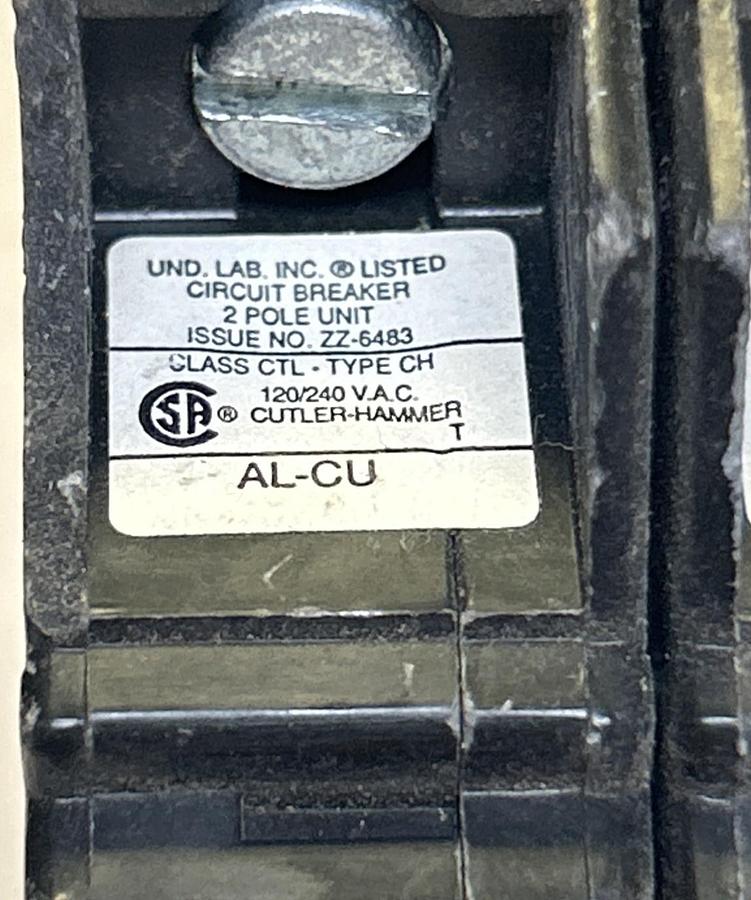 UND. LAB. INC. ® LISTED
CIRCUIT BREAKER
2 POLE UNIT
ISSUE NO. ZZ-6483
CLASS CTL - TYPE CH
120/240 V.A.C.
SA ® CUTLER-HAMMER
T
AL-CU